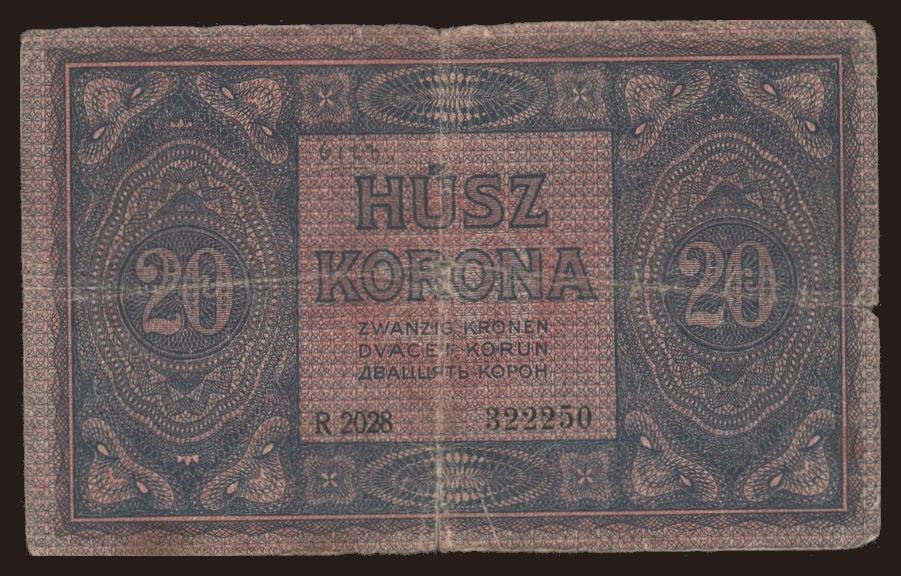 HÚSZ
KORONA
20
20
ZWANZIG KRONEN
DVACET KORUN
ДВАЦЦЯТЬ КОРОН
R 2028 322250